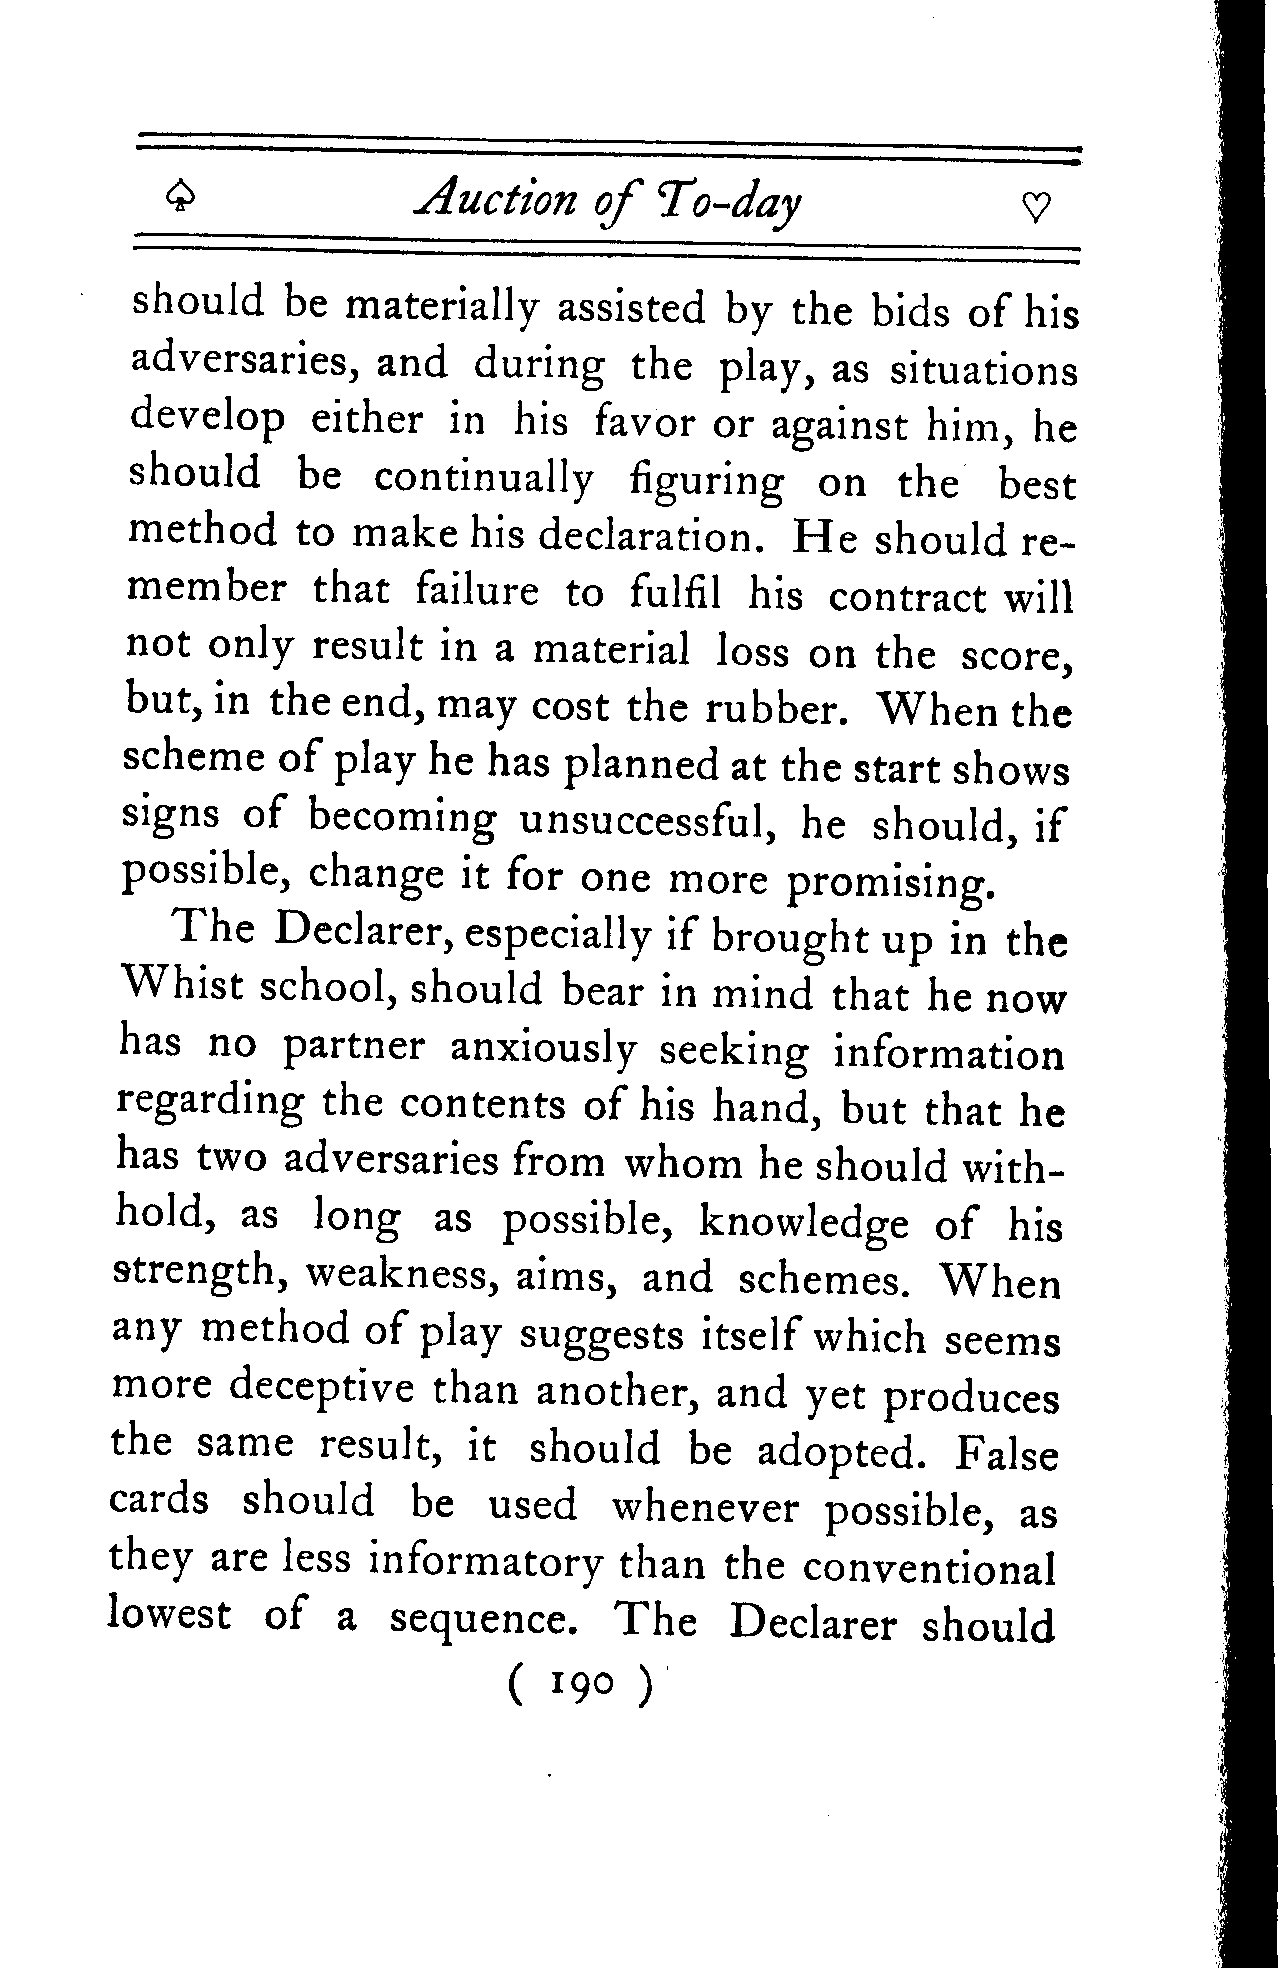 ♤ Auction of To-day ♡
should be materially assisted by the bids of his
adversaries, and during the play, as situations
develop either in his favor or against him, he
should be continually figuring on the best
method to make his declaration. He should re-
member that failure to fulfil his contract will
not only result in a material loss on the score,
but, in the end, may cost the rubber. When the
scheme of play he has planned at the start shows
signs of becoming unsuccessful, he should, if
possible, change it for one more promising.
The Declarer, especially if brought up in the
Whist school, should bear in mind that he now
has no partner anxiously seeking information
regarding the contents of his hand, but that he
has two adversaries from whom he should with-
hold, as long as possible, knowledge of his
strength, weakness, aims, and schemes. When
any method of play suggests itself which seems
more deceptive than another, and yet produces
the same result, it should be adopted. False
cards should be used whenever possible, as
they are less informatory than the conventional
lowest of a sequence. The Declarer should
( 190 )